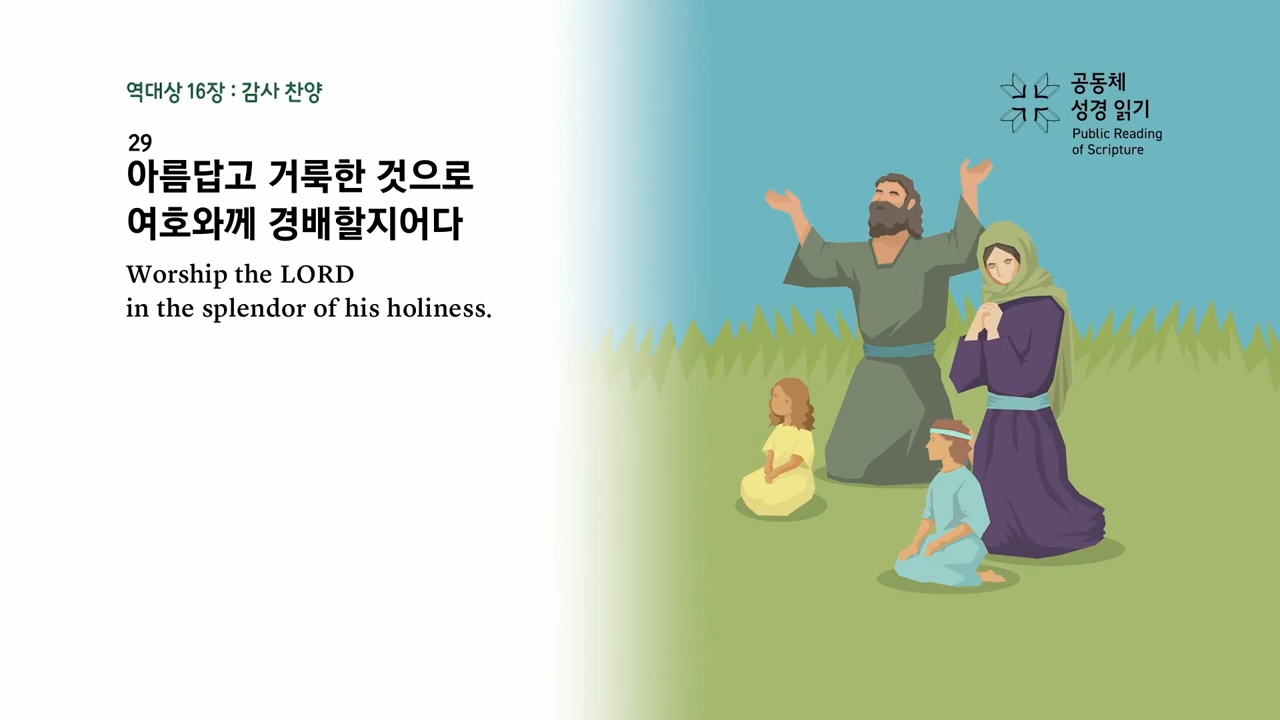 역대상 16장 : 감사 찬양
29
아름답고 거룩한 것으로
여호와께 경배할지어다
Worship the LORD
in the splendor of his holiness.
공동체
성경 읽기
Public Reading
of Scripture